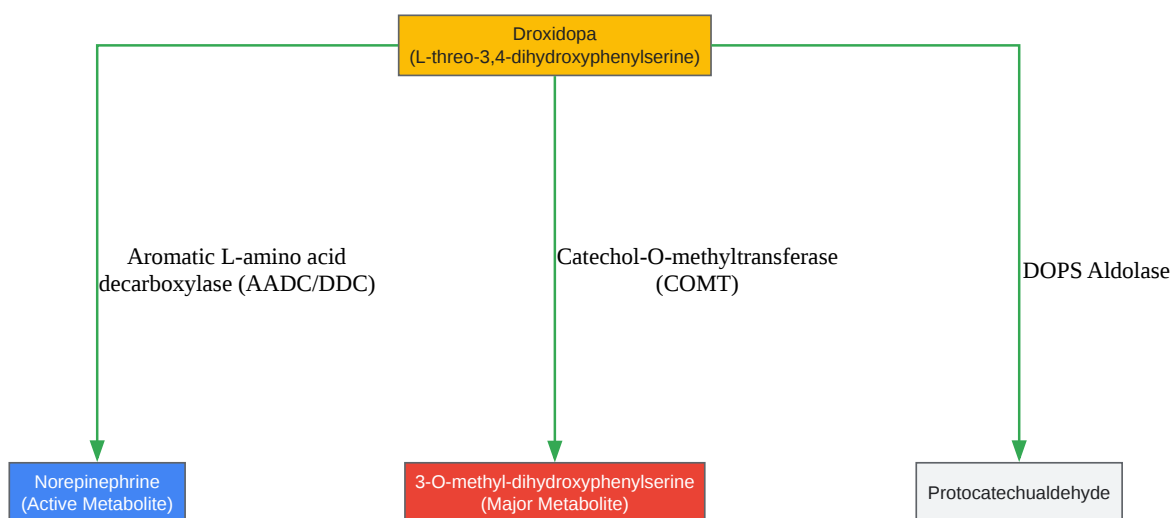 Droxidopa
(L-threo-3,4-dihydroxyphenylserine)
Aromatic L-amino acid
decarboxylase (AADC/DDC)
Catechol-O-methyltransferase
(COMT)
DOPS Aldolase
Norepinephrine
(Active Metabolite)
3-O-methyl-dihydroxyphenylserine
(Major Metabolite)
Protocatechualdehyde